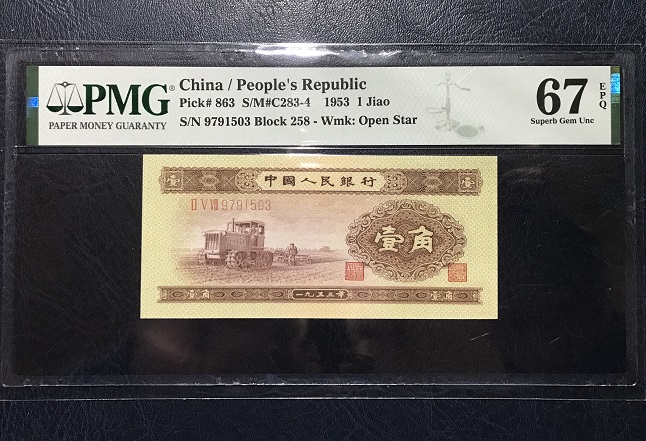 PMG®
PAPER MONEY GUARANTY
China / People's Republic
Pick# 863 S/M#C283-4 1953 1 Jiao
S/N 9791503 Block 258 - Wmk: Open Star
67
EPQ
Superb Gem Unc
壹
中國人民銀行
壹
II V VIII 9791503
壹角
壹角
一九五三年
壹角